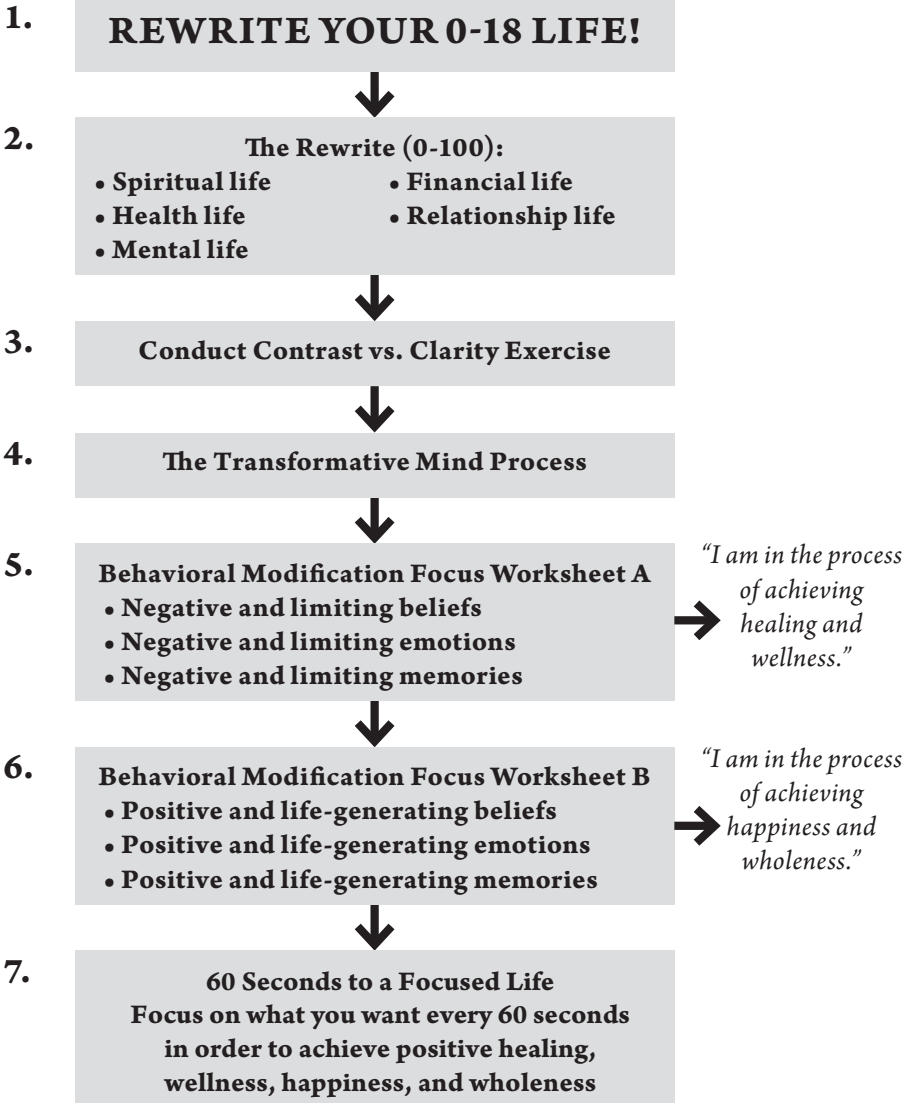 1.
REWRITE YOUR 0-18 LIFE!
2.
The Rewrite (0-100):
• Spiritual life
• Financial life
• Health life
• Relationship life
• Mental life
3.
Conduct Contrast vs. Clarity Exercise
4.
The Transformative Mind Process
5.
Behavioral Modification Focus Worksheet A
• Negative and limiting beliefs
• Negative and limiting emotions
• Negative and limiting memories
“I am in the process
of achieving
healing and
wellness.”
6.
Behavioral Modification Focus Worksheet B
• Positive and life-generating beliefs
• Positive and life-generating emotions
• Positive and life-generating memories
“I am in the process
of achieving
happiness and
wholeness.”
7.
60 Seconds to a Focused Life
Focus on what you want every 60 seconds
in order to achieve positive healing,
wellness, happiness, and wholeness